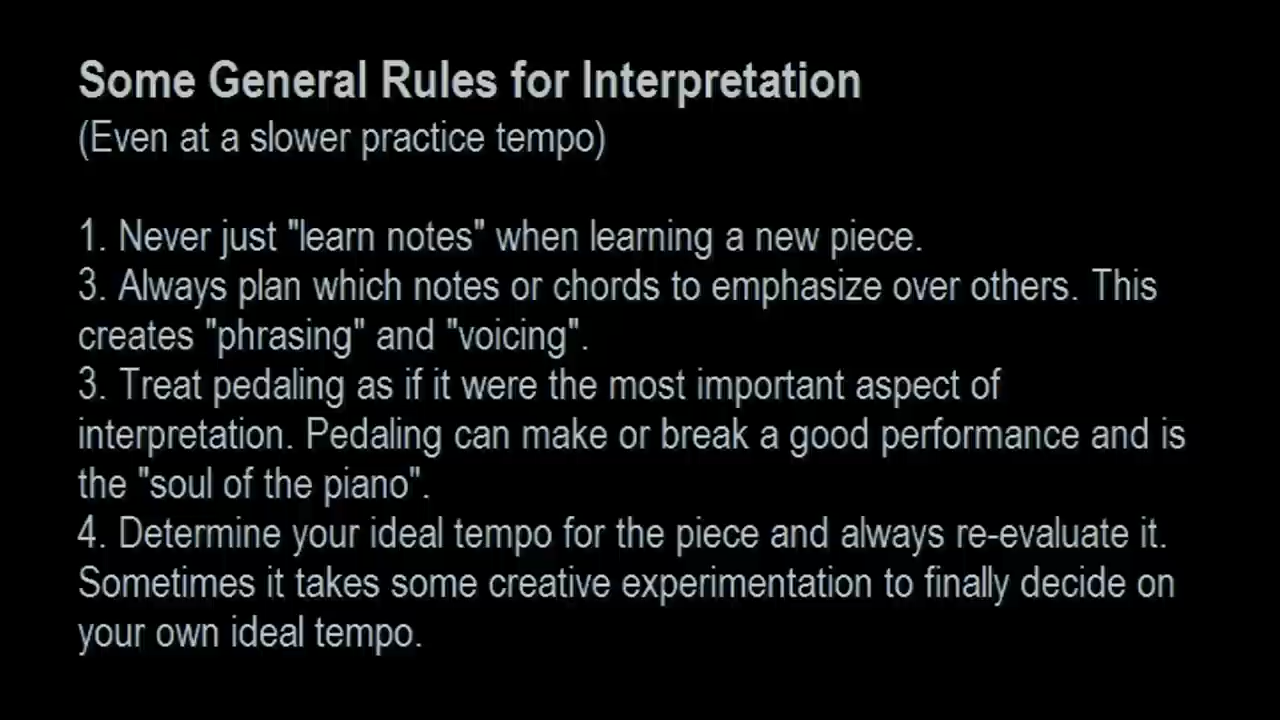 Some General Rules for Interpretation
(Even at a slower practice tempo)
1. Never just "learn notes" when learning a new piece.
3. Always plan which notes or chords to emphasize over others. This
creates "phrasing" and "voicing".
3. Treat pedaling as if it were the most important aspect of
interpretation. Pedaling can make or break a good performance and is
the "soul of the piano".
4. Determine your ideal tempo for the piece and always re-evaluate it.
Sometimes it takes some creative experimentation to finally decide on
your own ideal tempo.